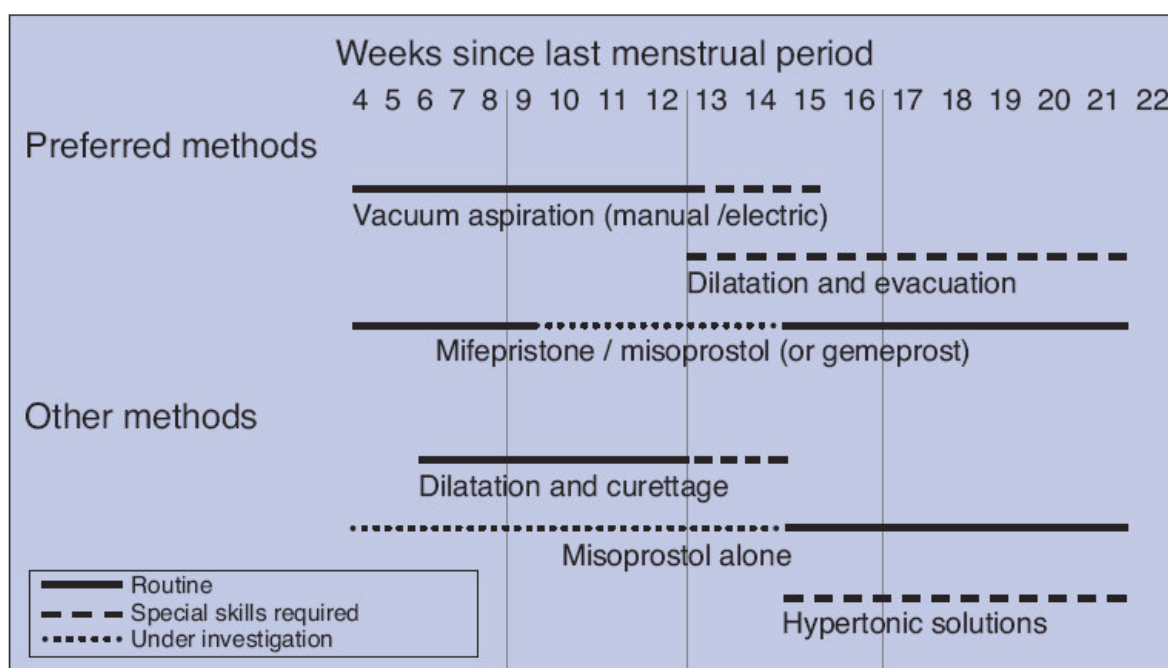 Weeks since last menstrual period
4 5 6 7 8 9 10 11 12 13 14 15 16 17 18 19 20 21 22
Preferred methods
Vacuum aspiration (manual /electric)
Dilatation and evacuation
Mifepristone / misoprostol (or gemeprost)
Other methods
Dilatation and curettage
Misoprostol alone
Hypertonic solutions
Routine
Special skills required
Under investigation